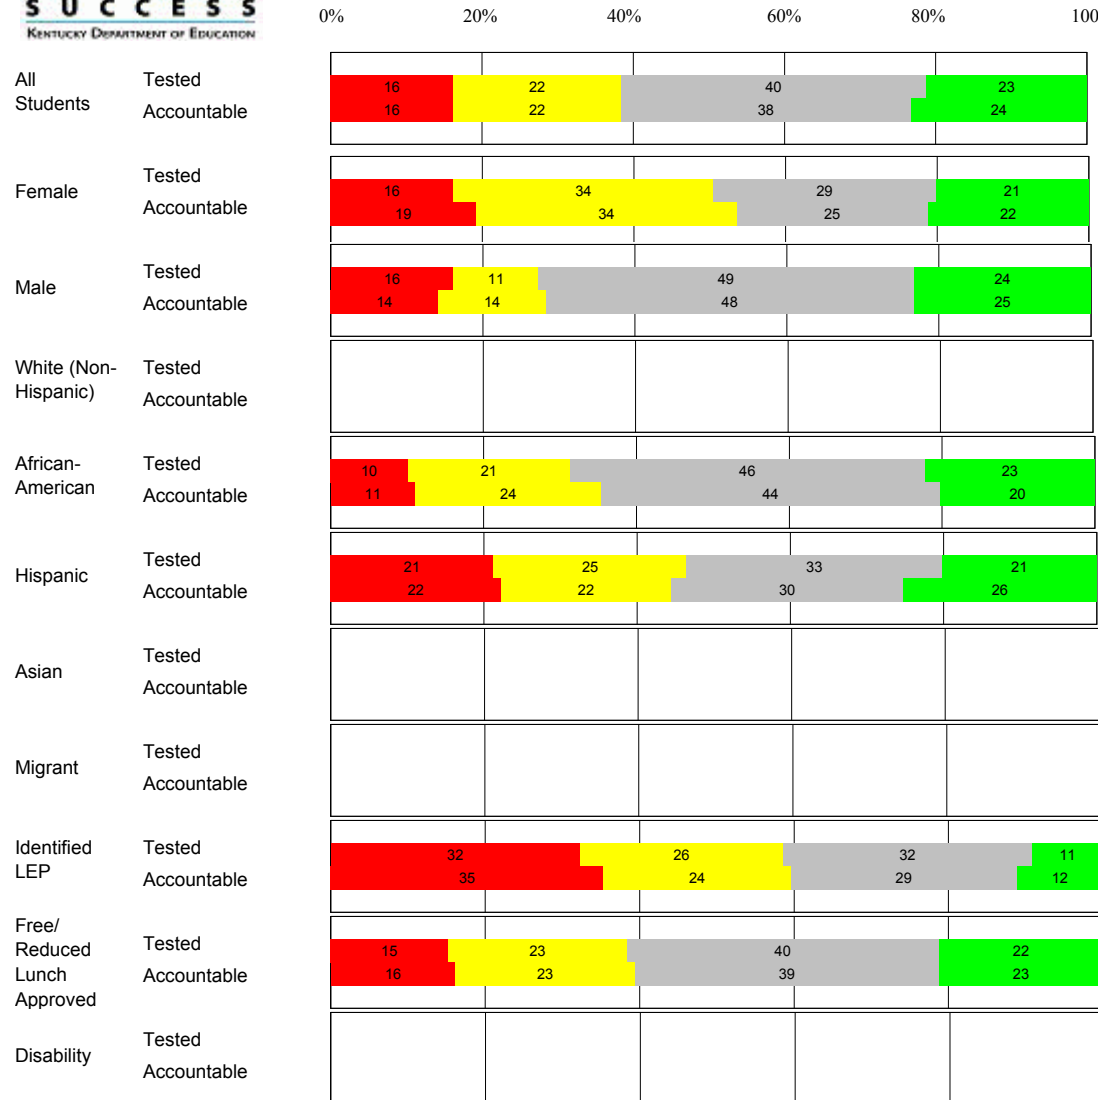 SUCCESS
KENTUCKY DEPARTMENT OF EDUCATION
0% 20% 40% 60% 80% 100
All Students
Tested 16 22 40 23
Accountable 16 22 38 24
Female
Tested 16 34 29 21
Accountable 19 34 25 22
Male
Tested 16 11 49 24
Accountable 14 14 48 25
White (Non-
Hispanic)
Tested
Accountable
African-
American
Tested 10 21 46 23
Accountable 11 24 44 20
Hispanic
Tested 21 25 33 21
Accountable 22 22 30 26
Asian
Tested
Accountable
Migrant
Tested
Accountable
Identified
LEP
Tested 32 26 32 11
Accountable 35 24 29 12
Free/
Reduced
Lunch
Approved
Tested 15 23 40 22
Accountable 16 23 39 23
Disability
Tested
Accountable